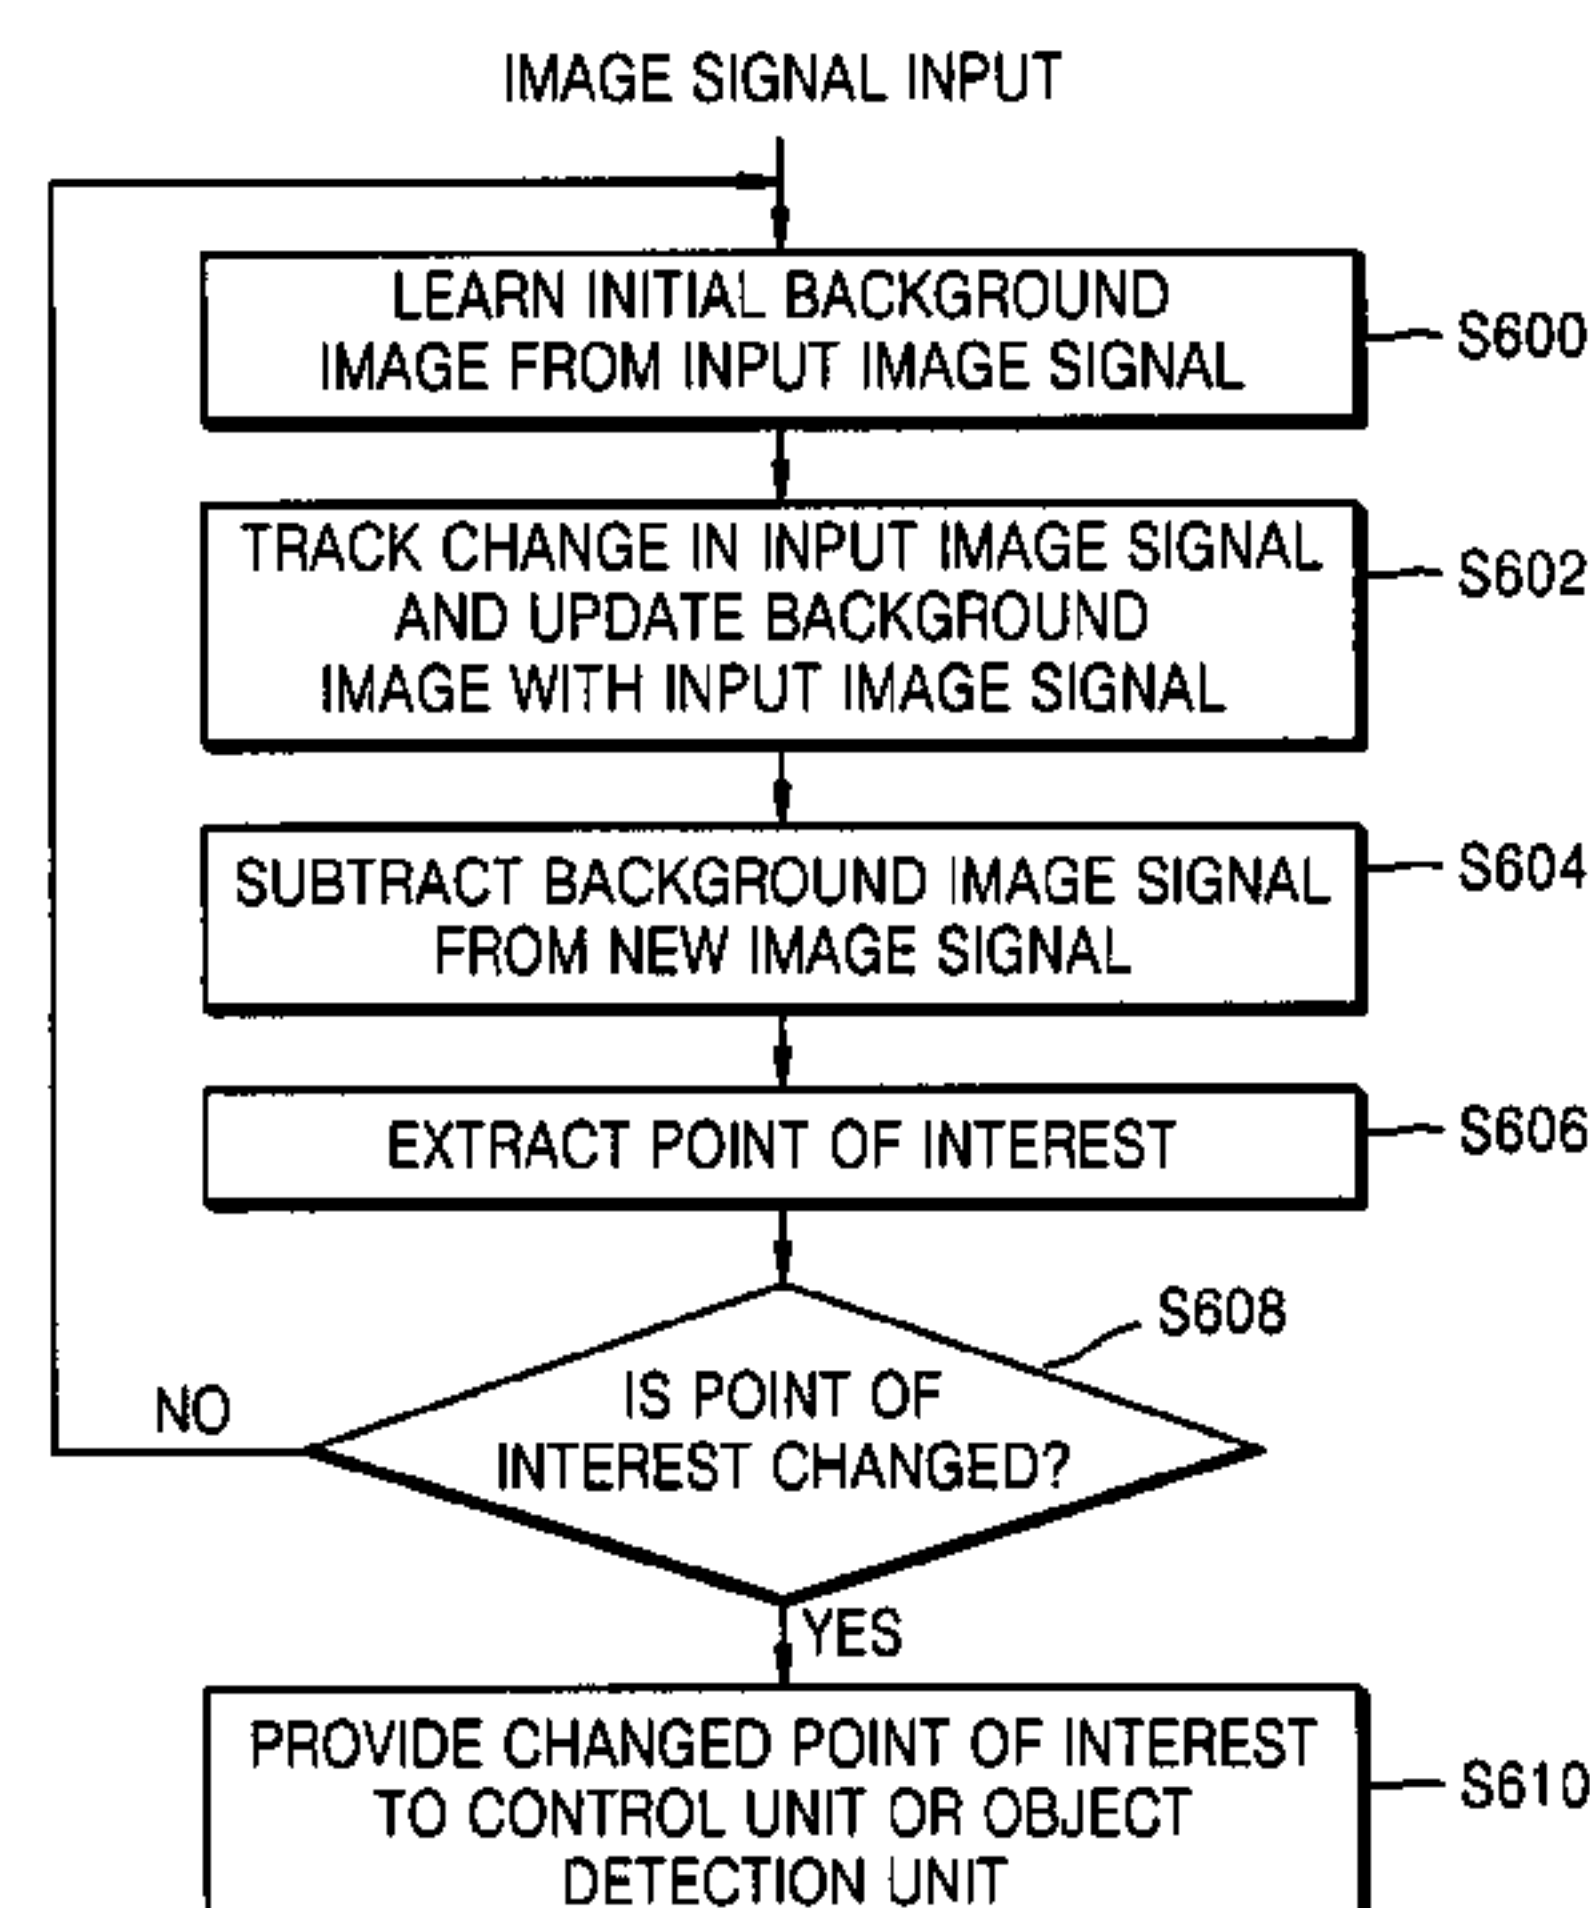 IMAGE SIGNAL INPUT
LEARN INITIAL BACKGROUND
IMAGE FROM INPUT IMAGE SIGNAL
S600
TRACK CHANGE IN INPUT IMAGE SIGNAL
AND UPDATE BACKGROUND
IMAGE WITH INPUT IMAGE SIGNAL
S602
SUBTRACT BACKGROUND IMAGE SIGNAL
FROM NEW IMAGE SIGNAL
S604
EXTRACT POINT OF INTEREST
S606
S608
IS POINT OF
INTEREST CHANGED?
NO
YES
PROVIDE CHANGED POINT OF INTEREST
TO CONTROL UNIT OR OBJECT
DETECTION UNIT
S610